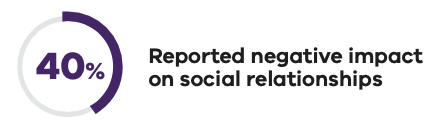 40%
Reported negative impact
on social relationships